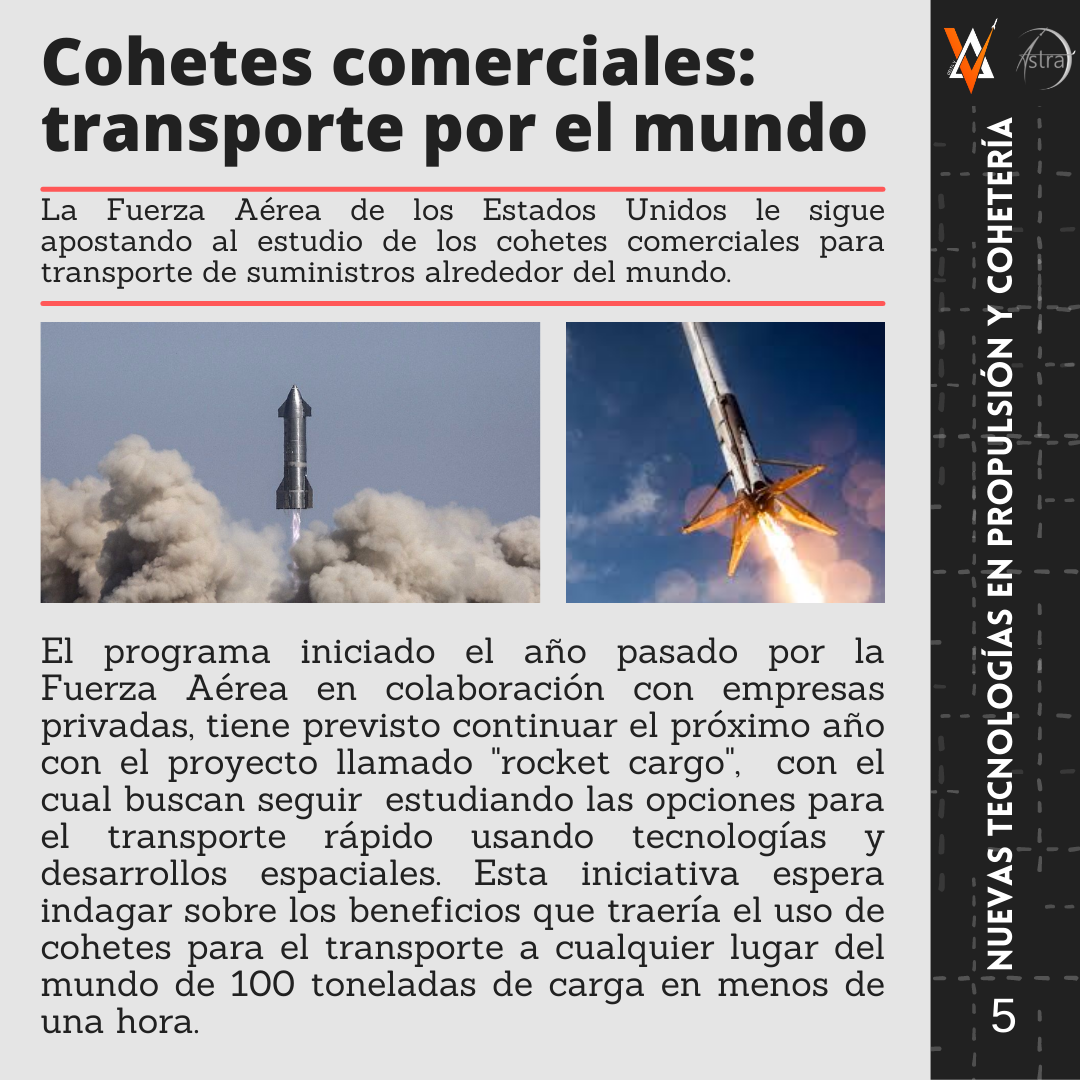 Cohetes comerciales:
transporte por el mundo
La Fuerza Aérea de los Estados Unidos le sigue
apostando al estudio de los cohetes comerciales para
transporte de suministros alrededor del mundo.
El programa iniciado el año pasado por la
Fuerza Aérea en colaboración con empresas
privadas, tiene previsto continuar el próximo año
con el proyecto llamado "rocket cargo", con el
cual buscan seguir estudiando las opciones para
el transporte rápido usando tecnologías y
desarrollos espaciales. Esta iniciativa espera
indagar sobre los beneficios que traería el uso de
cohetes para el transporte a cualquier lugar del
mundo de 100 toneladas de carga en menos de
una hora.
Astra
NUEVAS TECNOLOGÍAS EN PROPULSIÓN Y COHETERÍA
5